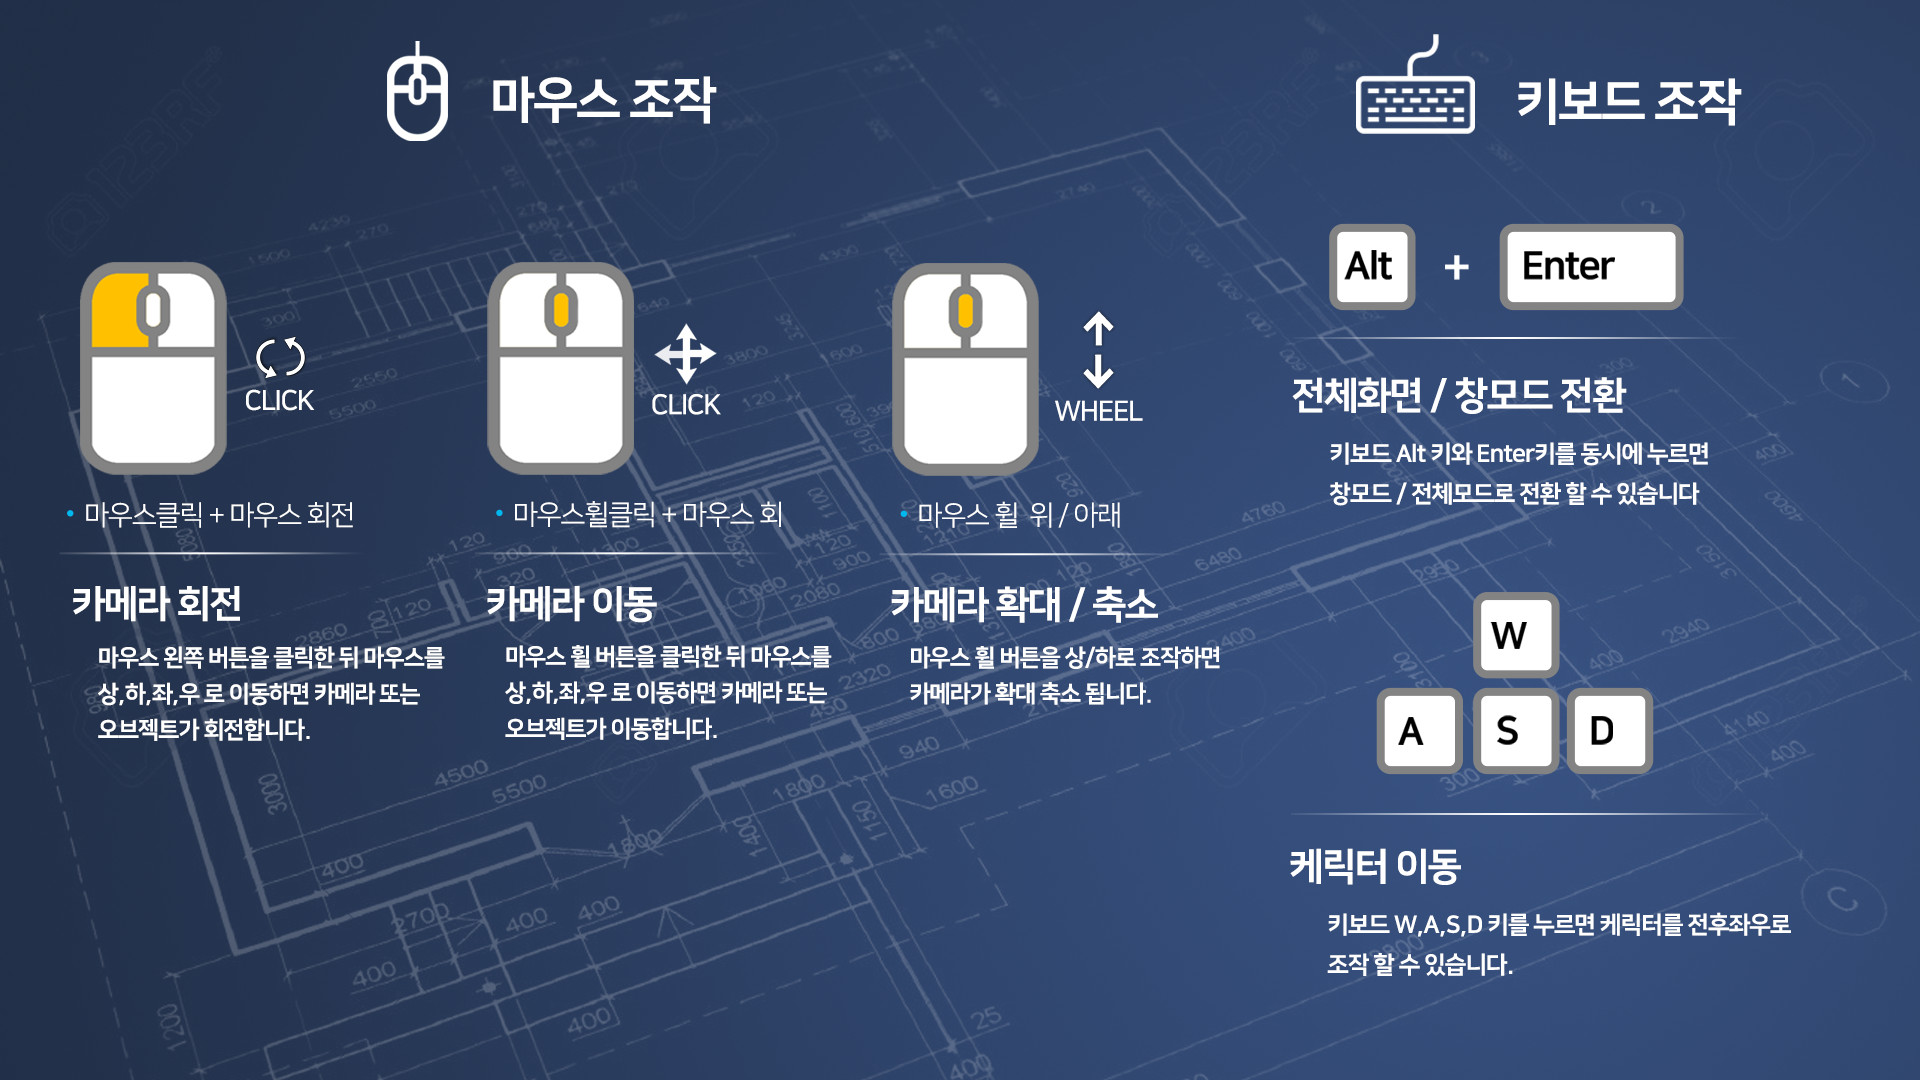 마우스 조작
CLICK
• 마우스클릭 + 마우스 회전
카메라 회전
마우스 왼쪽 버튼을 클릭한 뒤 마우스를
상,하,좌,우 로 이동하면 카메라 또는
오브젝트가 회전합니다.
CLICK
• 마우스휠클릭 + 마우스 회
카메라 이동
마우스 휠 버튼을 클릭한 뒤 마우스를
상,하,좌,우 로 이동하면 카메라 또는
오브젝트가 이동합니다.
WHEEL
• 마우스 휠 위 / 아래
카메라 확대 / 축소
마우스 휠 버튼을 상/하로 조작하면
카메라가 확대 축소 됩니다.
키보드 조작
Alt + Enter
전체화면 / 창모드 전환
키보드 Alt 키와 Enter키를 동시에 누르면
창모드 / 전체모드로 전환 할 수 있습니다
W
A S D
케릭터 이동
키보드 W,A,S,D 키를 누르면 케릭터를 전후좌우로
조작 할 수 있습니다.